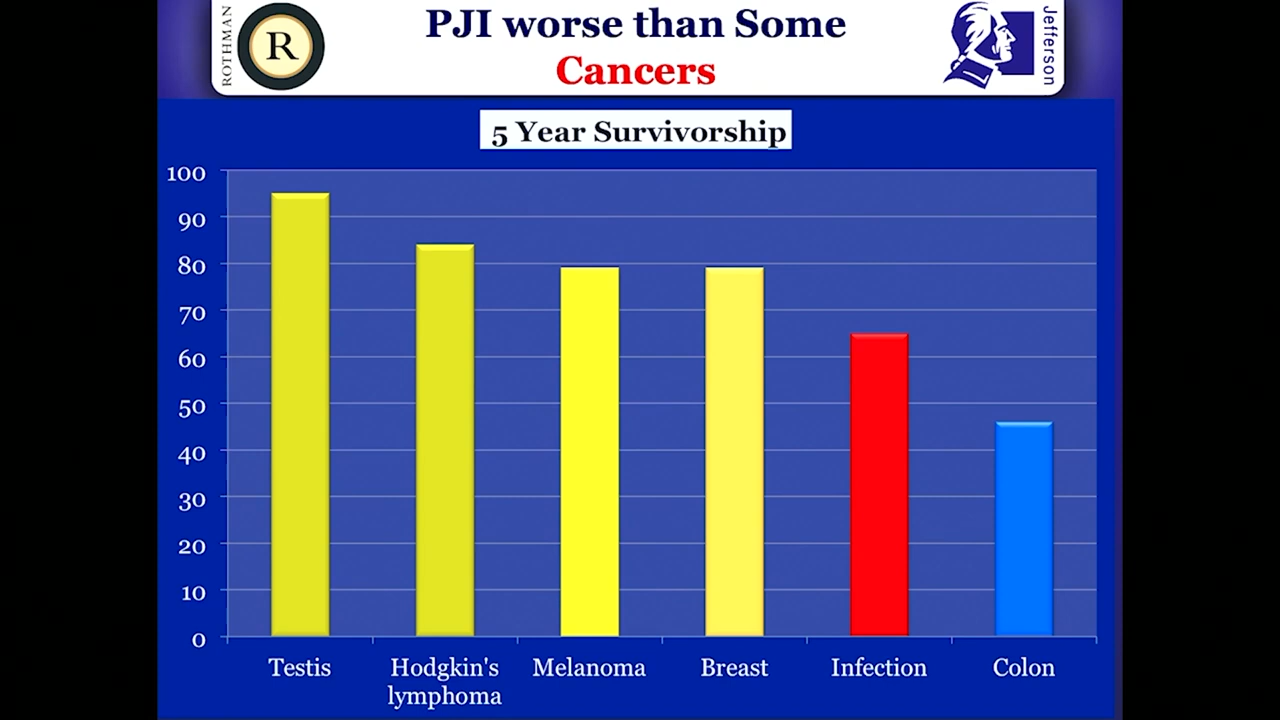 PJI worse than Some
Cancers
ROTHMAN
R
Jefferson
5 Year Survivorship
100
90
80
70
60
50
40
30
20
10
0
Testis
Hodgkin's
lymphoma
Melanoma
Breast
Infection
Colon